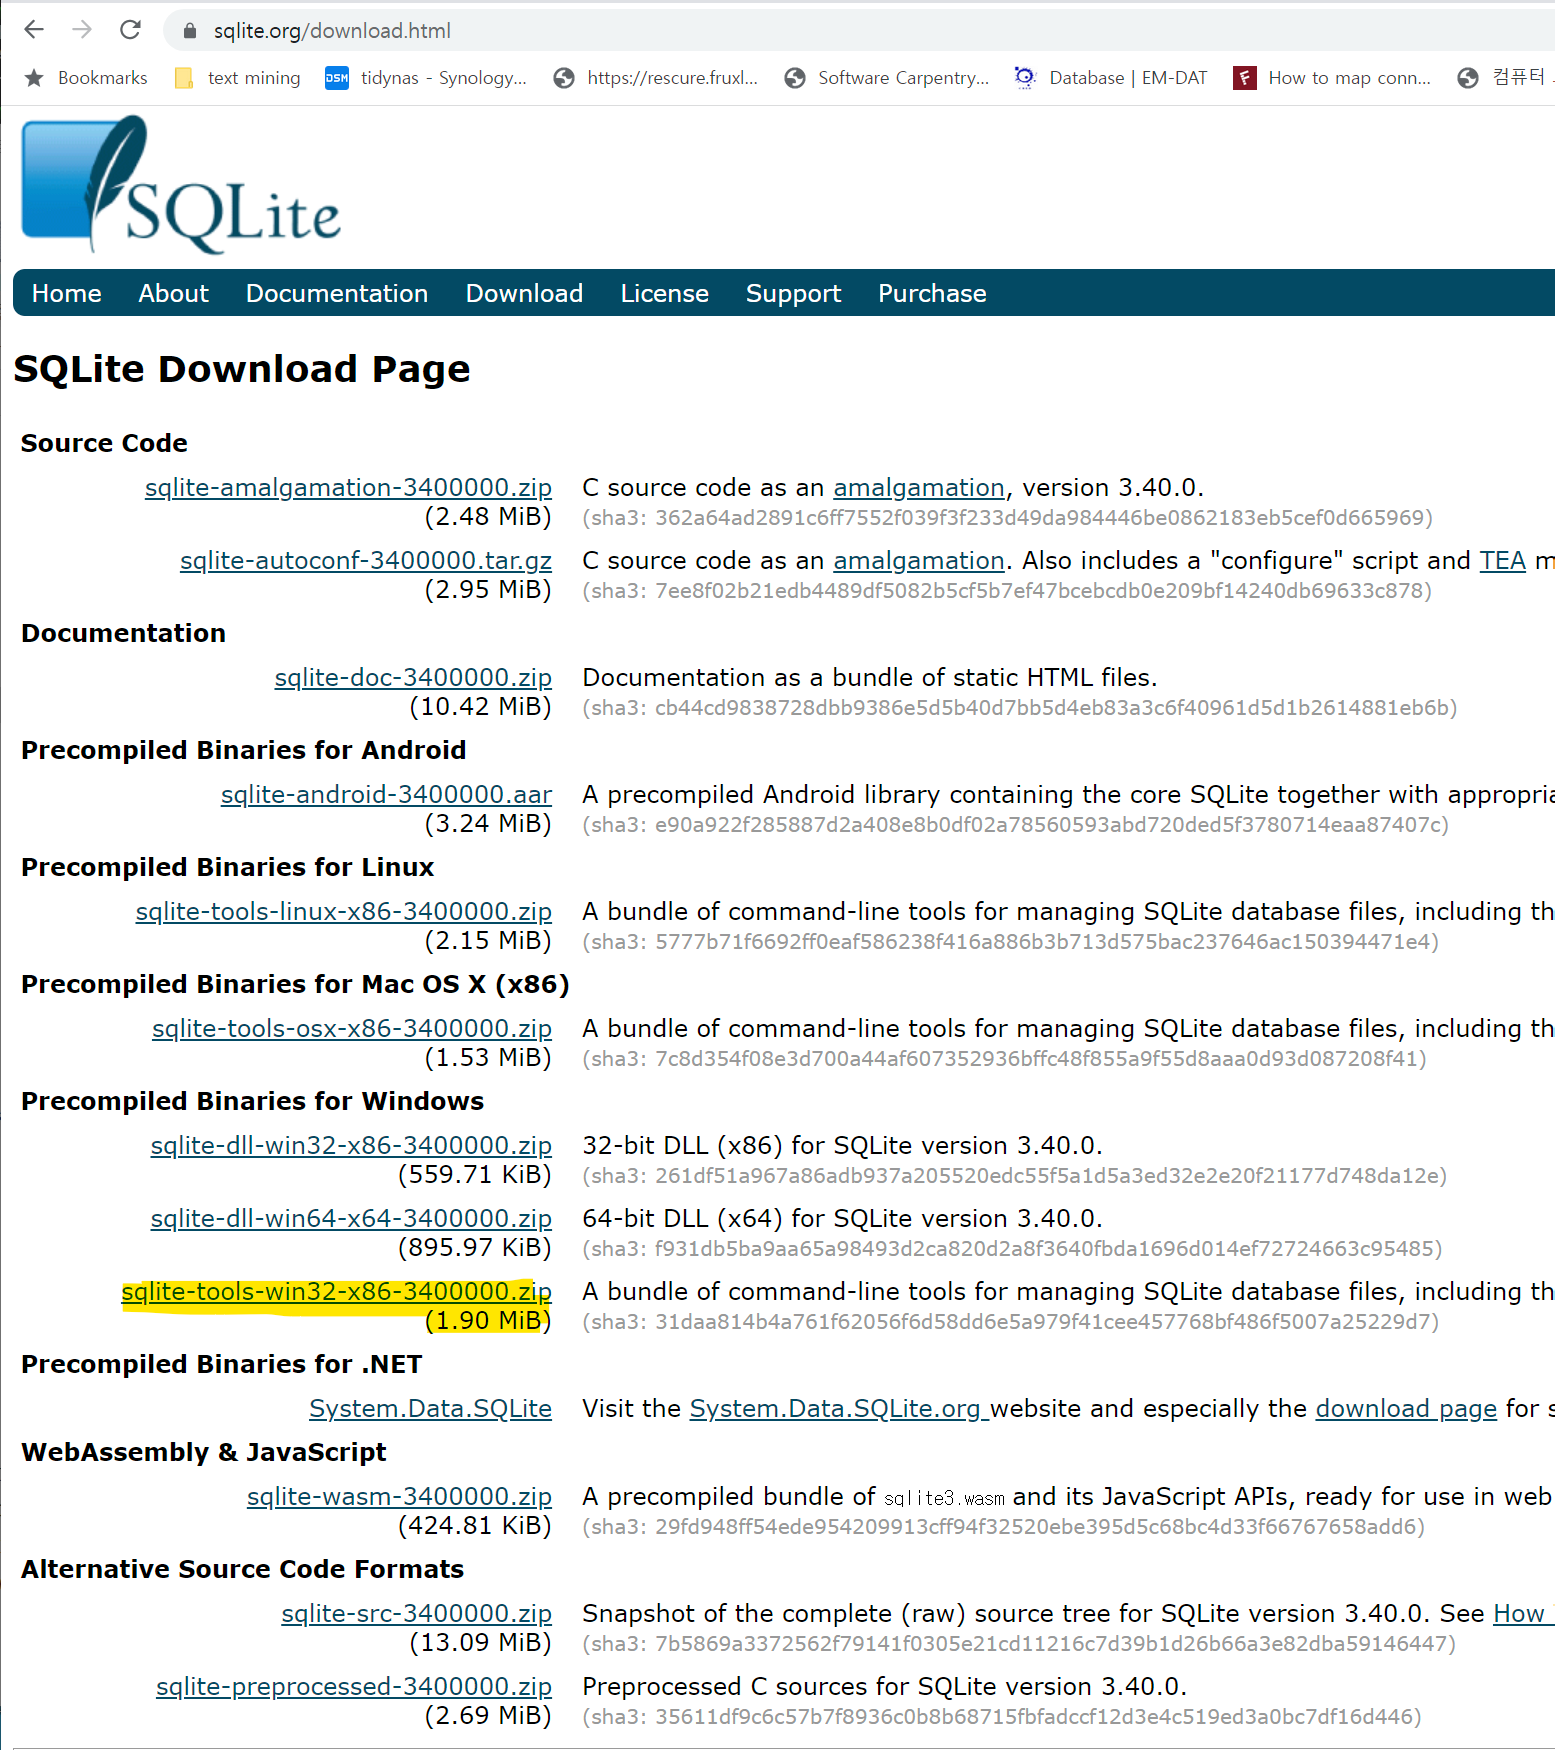 sqlite.org/download.html
Bookmarks text mining tidynas - Synology... https://rescure.fruxl... Software Carpentry... Database | EM-DAT How to map conn... 컴퓨터
SQLite
Home About Documentation Download License Support Purchase
SQLite Download Page
Source Code
sqlite-amalgamation-3400000.zip C source code as an amalgamation, version 3.40.0.
(2.48 MiB) (sha3: 362a64ad2891c6ff7552f039f3f233d49da984446be0862183eb5cef0d665969)
sqlite-autoconf-3400000.tar.gz C source code as an amalgamation. Also includes a "configure" script and TEA m
(2.95 MiB) (sha3: 7ee8f02b21edb4489df5082b5cf5b7ef47bcebcdb0e209bf14240db69633c878)
Documentation
sqlite-doc-3400000.zip Documentation as a bundle of static HTML files.
(10.42 MiB) (sha3: cb44cd9838728dbb9386e5d5b40d7bb5d4eb83a3c6f40961d5d1b2614881eb6b)
Precompiled Binaries for Android
sqlite-android-3400000.aar A precompiled Android library containing the core SQLite together with appropria
(3.24 MiB) (sha3: e90a922f285887d2a408e8b0df02a78560593abd720ded5f3780714eaa87407c)
Precompiled Binaries for Linux
sqlite-tools-linux-x86-3400000.zip A bundle of command-line tools for managing SQLite database files, including th
(2.15 MiB) (sha3: 5777b71f6692ff0eaf586238f416a886b3b713d575bac237646ac150394471e4)
Precompiled Binaries for Mac OS X (x86)
sqlite-tools-osx-x86-3400000.zip A bundle of command-line tools for managing SQLite database files, including th
(1.53 MiB) (sha3: 7c8d354f08e3d700a44af607352936bffc48f855a9f55d8aaa0d93d087208f41)
Precompiled Binaries for Windows
sqlite-dll-win32-x86-3400000.zip 32-bit DLL (x86) for SQLite version 3.40.0.
(559.71 KiB) (sha3: 261df51a967a86adb937a205520edc55f5a1d5a3ed32e2e20f21177d748da12e)
sqlite-dll-win64-x64-3400000.zip 64-bit DLL (x64) for SQLite version 3.40.0.
(895.97 KiB) (sha3: f931db5ba9aa65a98493d2ca820d2a8f3640fbda1696d014ef72724663c95485)
sqlite-tools-win32-x86-3400000.zip A bundle of command-line tools for managing SQLite database files, including th
(1.90 MiB) (sha3: 31daa814b4a761f62056f6d58dd6e5a979f41cee457768bf486f5007a25229d7)
Precompiled Binaries for .NET
System.Data.SQLite Visit the System.Data.SQLite.org website and especially the download page for s
WebAssembly & JavaScript
sqlite-wasm-3400000.zip A precompiled bundle of sqlite3.wasm and its JavaScript APIs, ready for use in web
(424.81 KiB) (sha3: 29fd948ff54ede954209913cff94f32520ebe395d5c68bc4d33f66767658add6)
Alternative Source Code Formats
sqlite-src-3400000.zip Snapshot of the complete (raw) source tree for SQLite version 3.40.0. See How
(13.09 MiB) (sha3: 7b5869a3372562f79141f0305e21cd11216c7d39b1d26b66a3e82dba59146447)
sqlite-preprocessed-3400000.zip Preprocessed C sources for SQLite version 3.40.0.
(2.69 MiB) (sha3: 35611df9c6c57b7f8936c0b8b68715fbfadccf12d3e4c519ed3a0bc7df16d446)